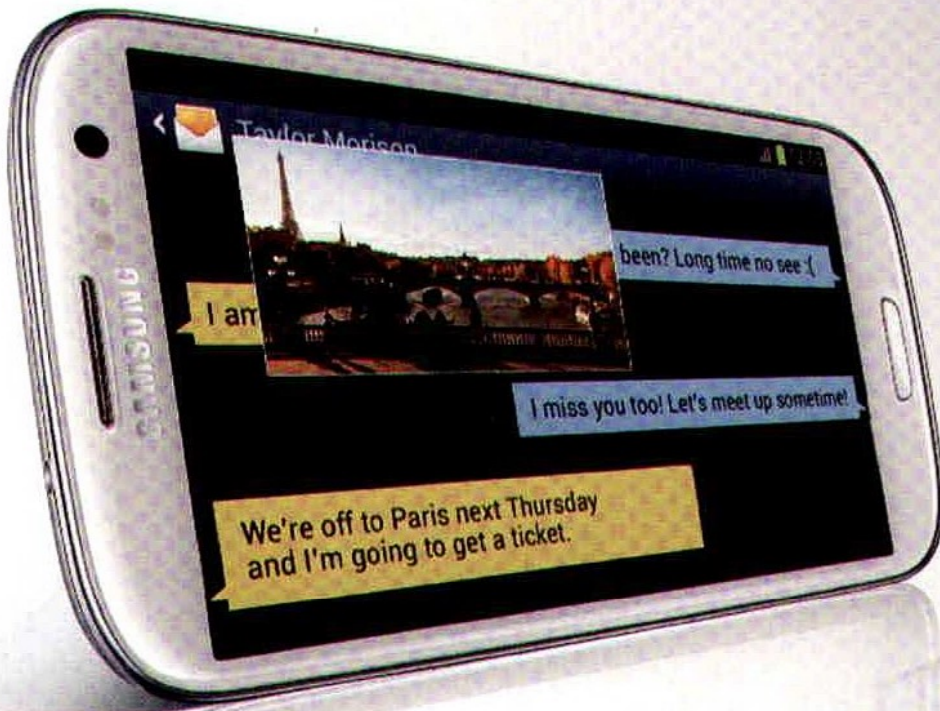 SAMSUNG
Taylor Morison
been? Long time no see :(
I am
I miss you too! Let's meet up sometime!
We're off to Paris next Thursday
and I'm going to get a ticket.